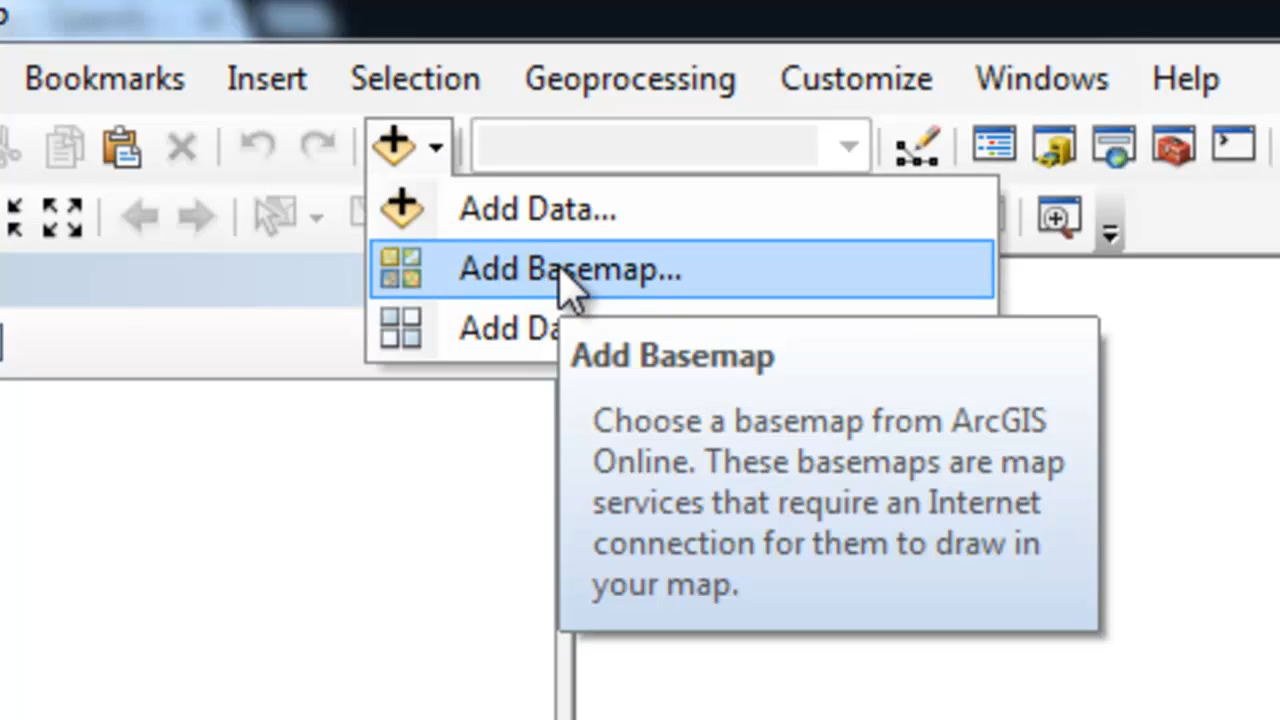 Bookmarks Insert Selection Geoprocessing Customize Windows Help
Add Data...
Add Basemap...
Add
Add Basemap
Choose a basemap from ArcGIS
Online. These basemaps are map
services that require an Internet
connection for them to draw in
your map.